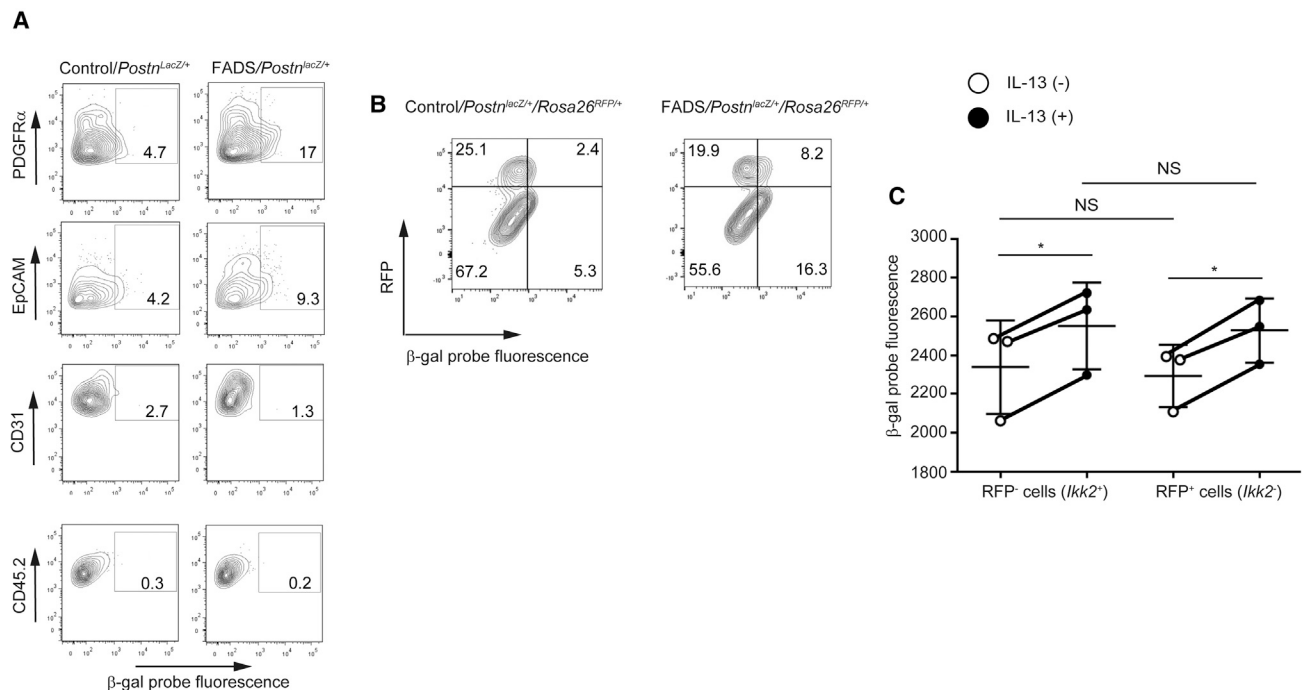 A
Control/Postn^LacZ/+ FADS/Postn^lacZ/+
PDGFRα
4.7
17
EpCAM
4.2
9.3
CD31
2.7
1.3
CD45.2
0.3
0.2
β-gal probe fluorescence
B
Control/Postn^lacZ/+/Rosa26^RFP/+ FADS/Postn^lacZ/+/Rosa26^RFP/+
25.1 2.4
67.2 5.3
19.9 8.2
55.6 16.3
RFP
β-gal probe fluorescence
IL-13 (-)
IL-13 (+)
C
NS
NS
*
*
β-gal probe fluorescence
3000
2800
2600
2400
2200
2000
1800
RFP⁻ cells (Ikk2⁺) RFP⁺ cells (Ikk2⁻)